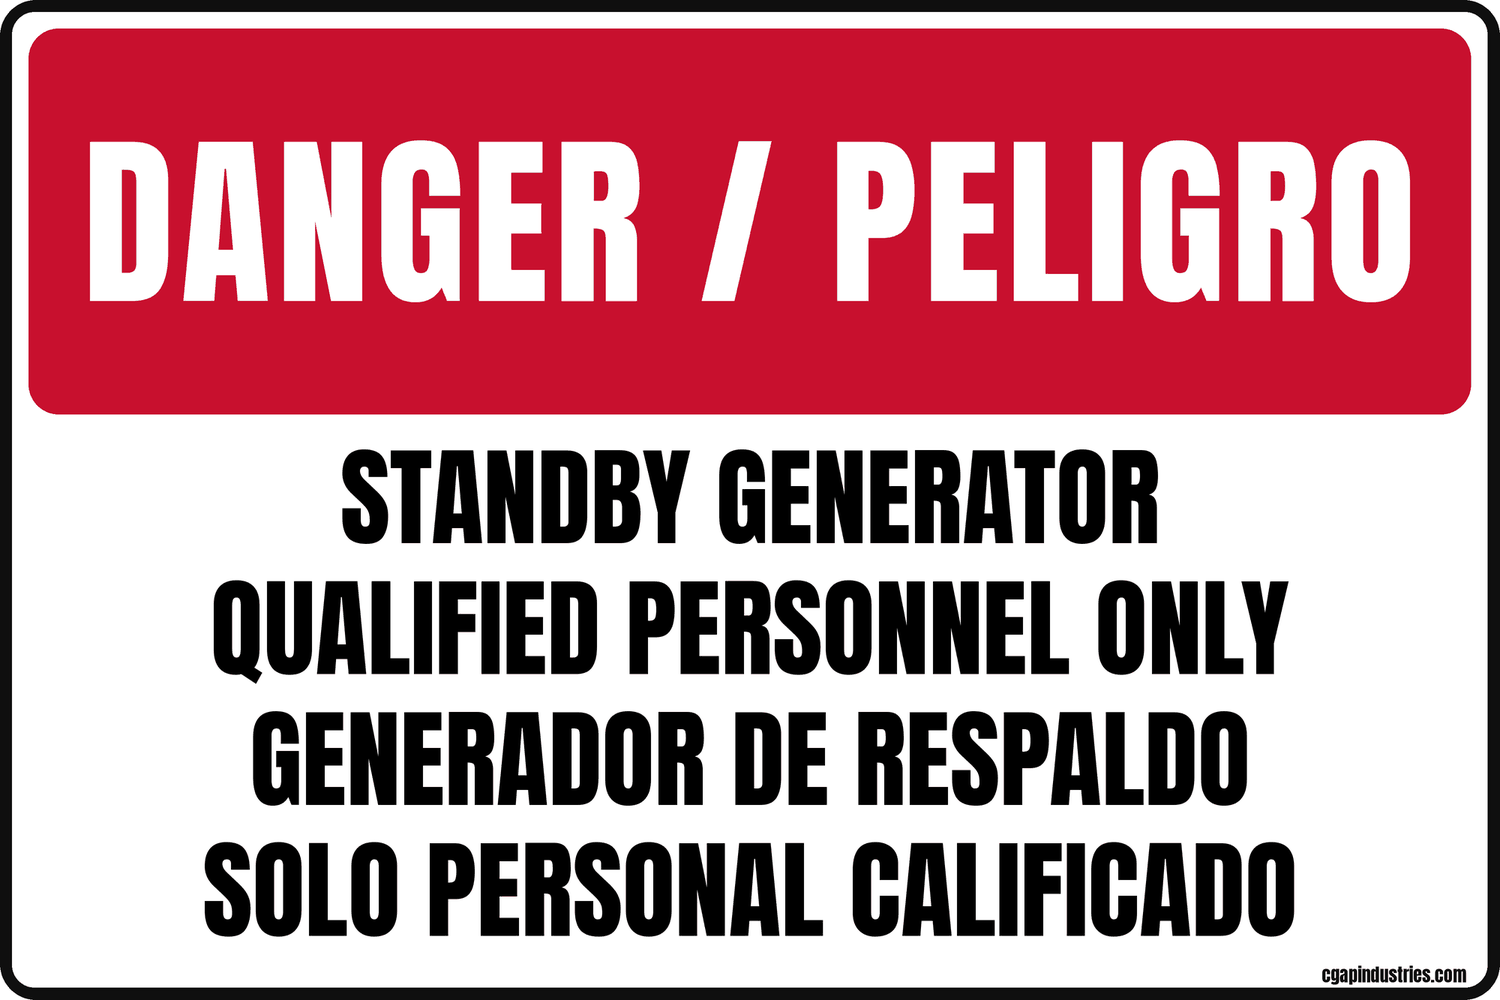 DANGER / PELIGRO
STANDBY GENERATOR
QUALIFIED PERSONNEL ONLY
GENERADOR DE RESPALDO
SOLO PERSONAL CALIFICADO
cgapindustries.com